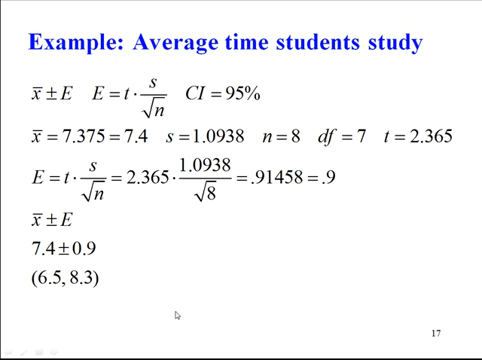 Example: Average time students study
x̄ ± E E = t · s/√n CI = 95%
x̄ = 7.375 = 7.4 s = 1.0938 n = 8 df = 7 t = 2.365
E = t · s/√n = 2.365 · 1.0938/√8 = .91458 = .9
x̄ ± E
7.4 ± 0.9
(6.5, 8.3)
17